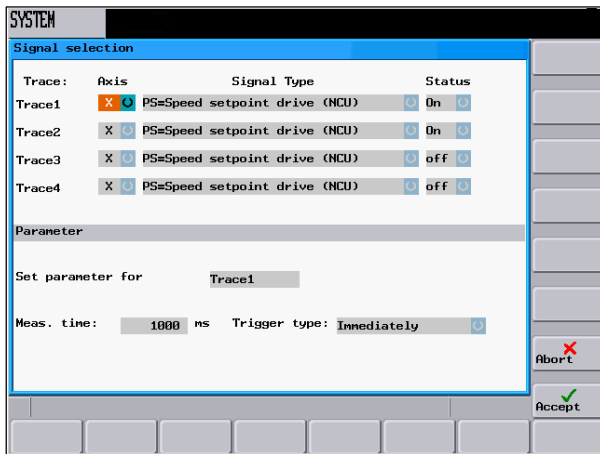 SYSTEM
Signal selection
Trace: Axis Signal Type Status
Trace1 X PS=Speed setpoint drive (NCU) On
Trace2 X PS=Speed setpoint drive (NCU) On
Trace3 X PS=Speed setpoint drive (NCU) off
Trace4 X PS=Speed setpoint drive (NCU) off
Parameter
Set parameter for Trace1
Meas. time: 1000 ms Trigger type: Immediately
Abort
Accept